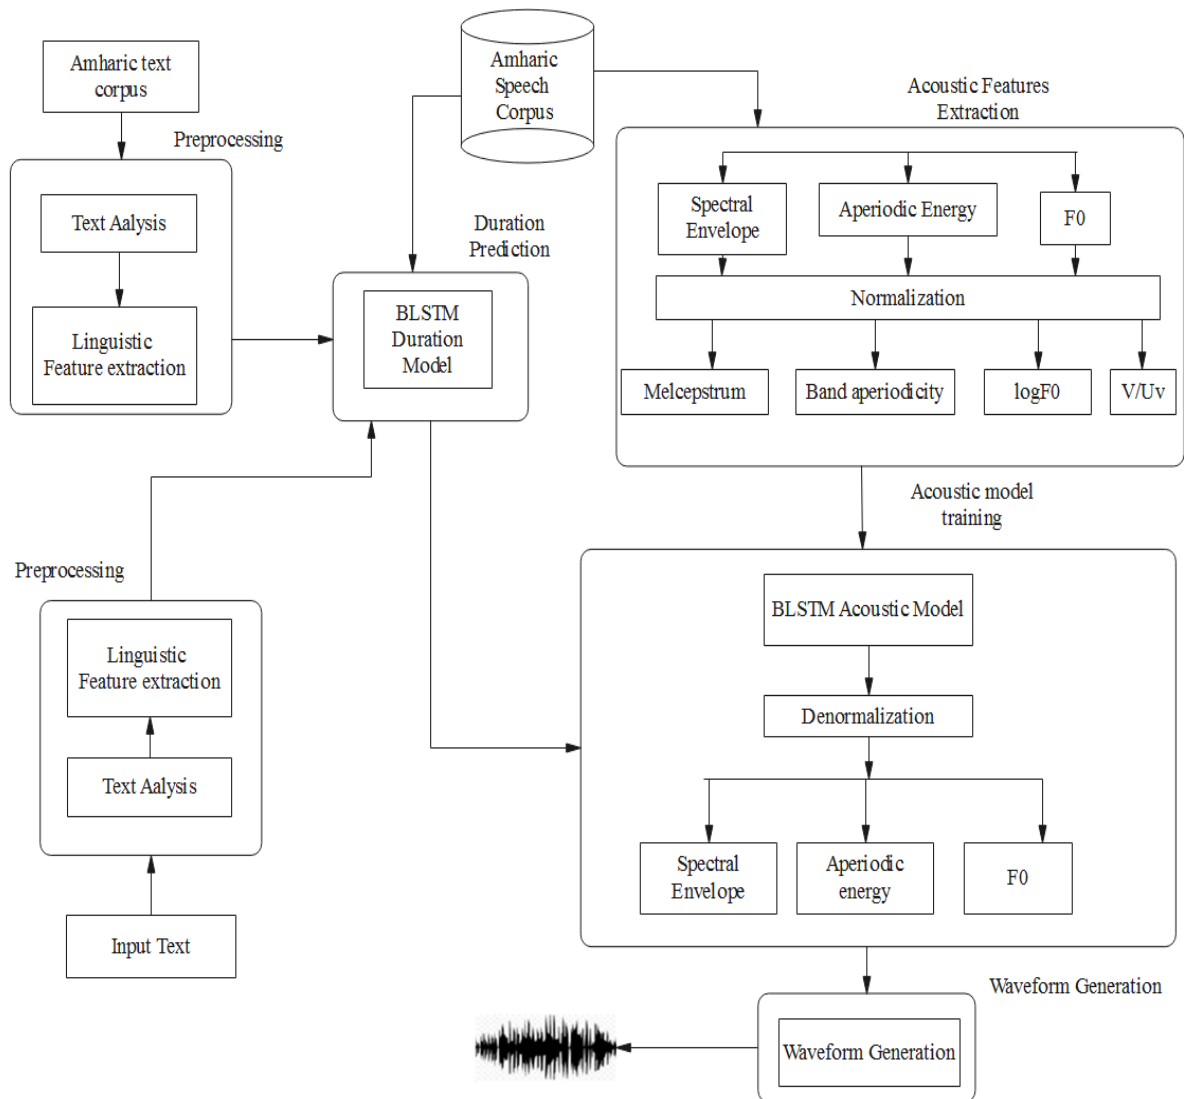 Amharic text
corpus
Amharic
Speech
Corpus
Acoustic Features
Extraction
Preprocessing
Text Aalysis
Linguistic
Feature extraction
Duration
Prediction
BLSTM
Duration
Model
Spectral
Envelope
Aperiodic Energy
F0
Normalization
Melcepstrum
Band aperiodicity
logF0
V/Uv
Acoustic model
training
Preprocessing
Linguistic
Feature extraction
Text Aalysis
Input Text
BLSTM Acoustic Model
Denormalization
Spectral
Envelope
Aperiodic
energy
F0
Waveform Generation
Waveform Generation